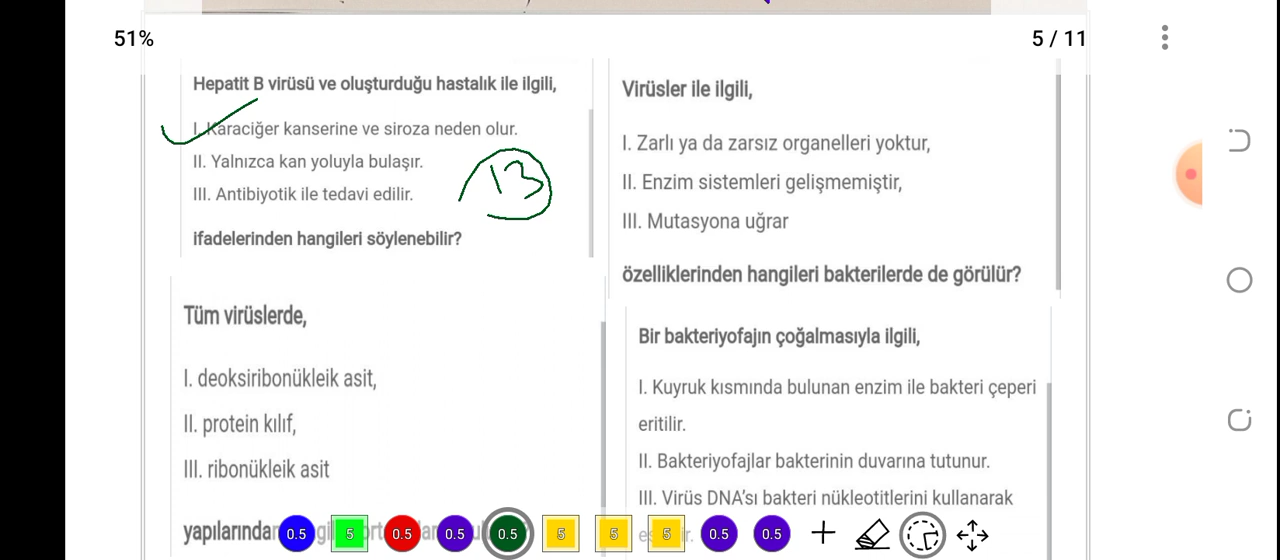 51%
5 / 11
Hepatit B virüsü ve oluşturduğu hastalık ile ilgili,
I. Karaciğer kanserine ve siroza neden olur.
II. Yalnızca kan yoluyla bulaşır.
III. Antibiyotik ile tedavi edilir.
13
ifadelerinden hangileri söylenebilir?
Virüsler ile ilgili,
I. Zarlı ya da zarsız organelleri yoktur,
II. Enzim sistemleri gelişmemiştir,
III. Mutasyona uğrar
özelliklerinden hangileri bakterilerde de görülür?
Tüm virüslerde,
I. deoksiribonükleik asit,
II. protein kılıf,
III. ribonükleik asit
Bir bakteriyofajın çoğalmasıyla ilgili,
I. Kuyruk kısmında bulunan enzim ile bakteri çeperi
eritilir.
II. Bakteriyofajlar bakterinin duvarına tutunur.
III. Virüs DNA'sı bakteri nükleotitlerini kullanarak
0.5 5 0.5 0.5 0.5 5 5 5 0.5 0.5